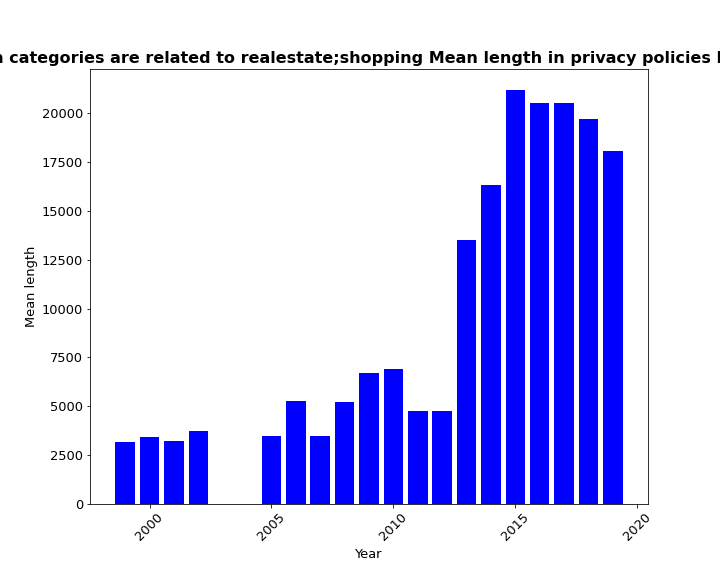 categories are related to realestate;shopping Mean length in privacy policies
Mean length
20000
17500
15000
12500
10000
7500
5000
2500
0
2000 2005 2010 2015 2020
Year